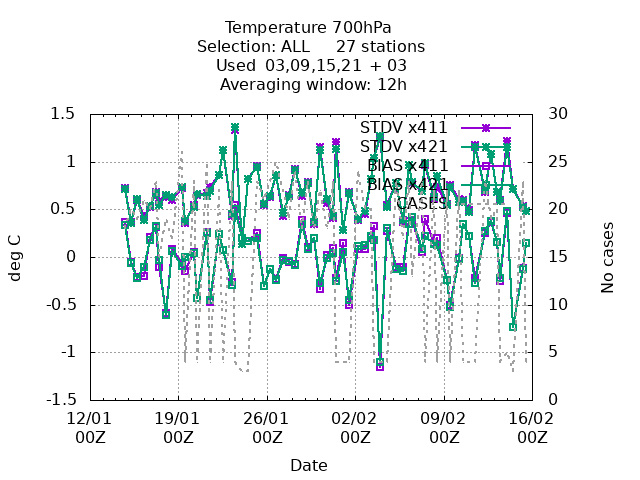 Temperature 700hPa
Selection: ALL 27 stations
Used 03,09,15,21 + 03
Averaging window: 12h
1.5
1
0.5
0
-0.5
-1
-1.5
deg C
30
25
20
15
10
5
0
No cases
STDV x411
STDV x421
BIAS x411
BIAS x421
CASES
12/01 19/01 26/01 02/02 09/02 16/02
00Z 00Z 00Z 00Z 00Z 00Z
Date